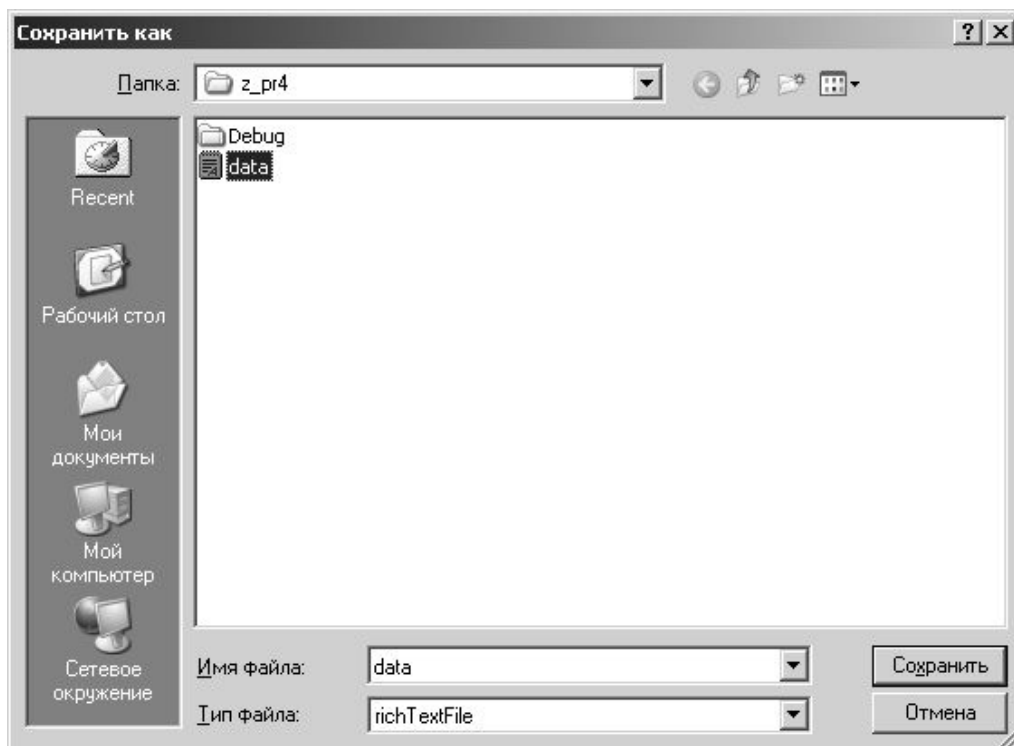 Сохранить как
Папка:
z_pr4
Recent
Рабочий стол
Мои
документы
Мой
компьютер
Сетевое
окружение
Debug
data
Имя файла:
data
Сохранить
Тип файла:
richTextFile
Отмена